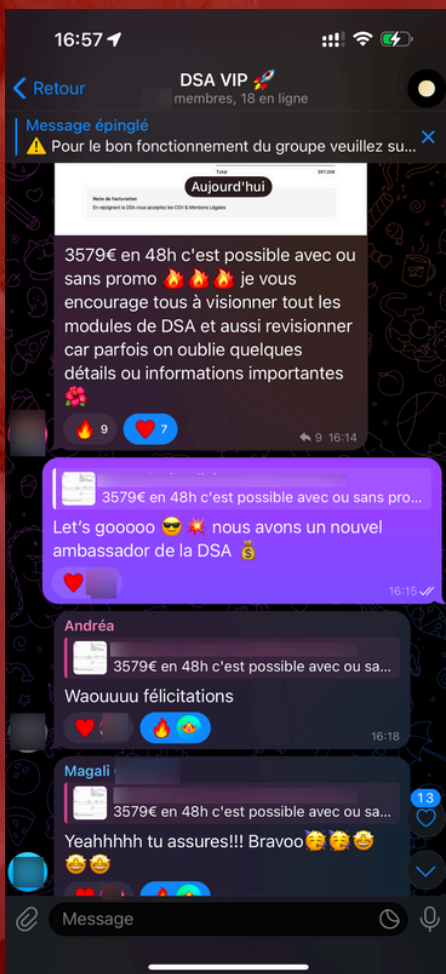 16:57
Retour
DSA VIP 🚀
membres, 18 en ligne
Message épinglé
⚠️ Pour le bon fonctionnement du groupe veuillez su...
Total
Aujourd'hui
Note de facturation
En rejoignant la DSA vous acceptez les CGV & Mentions Légales.
3579€ en 48h c'est possible avec ou
sans promo 🔥🔥🔥 je vous
encourage tous à visionner tout les
modules de DSA et aussi revisionner
car parfois on oublie quelques
détails ou informations importantes
🌺
🔥 9 ❤️ 7
9 16:14
3579€ en 48h c'est possible avec ou sans pro...
Let's gooooo 😎 💥 nous avons un nouvel
ambassador de la DSA 💰
❤️
16:15
Andréa
3579€ en 48h c'est possible avec ou sa...
Waouuuu félicitations
16:18
Magali
3579€ en 48h c'est possible avec ou sa...
Yeahhhhh tu assures!!! Bravoo🥳🥳🤩
🤩🤩
13
Message